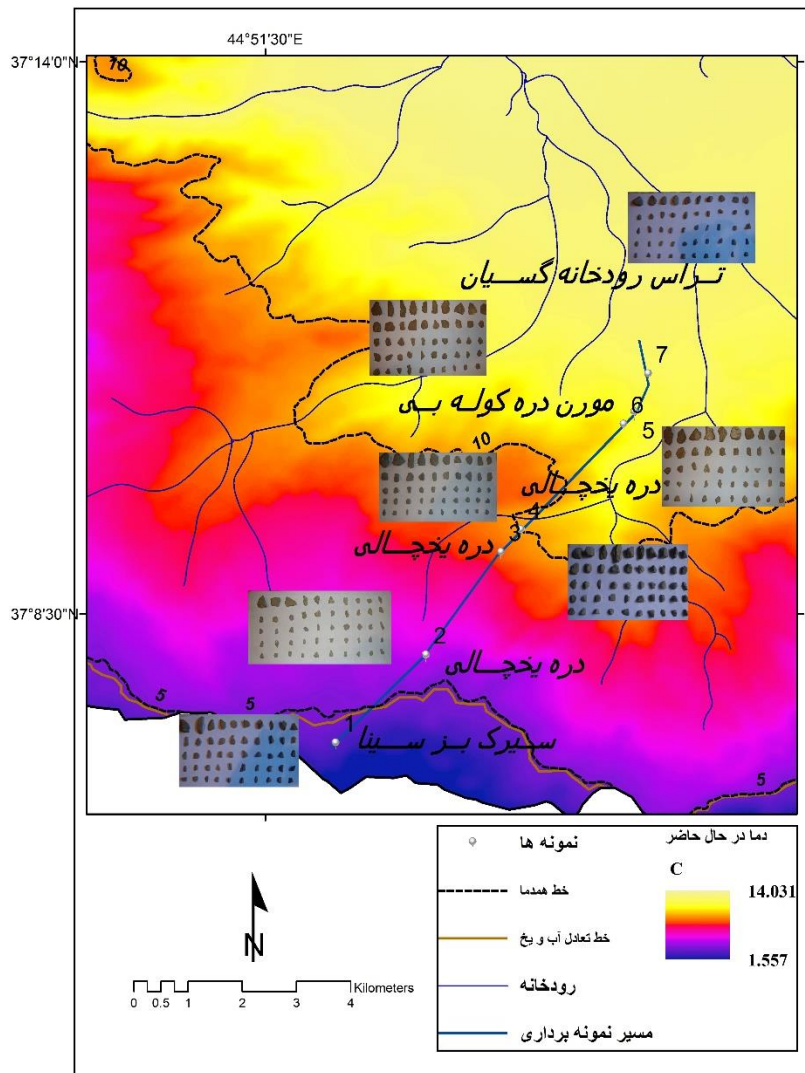 44°51'30"E
37°14'0"N
10
تراس رودخانه گسیان
7
مورن دره کوله بی
6
5
10
دره یخچالی
4
3
دره یخچالی
37°8'30"N
2
دره یخچالی
5
5
1
سیرک بز سینا
5
نمونه ها
خط همدما
خط تعادل آب و یخ
رودخانه
مسیر نمونه برداری
دما در حال حاضر
C
14.031
1.557
N
Kilometers
0 0.5 1 2 3 4